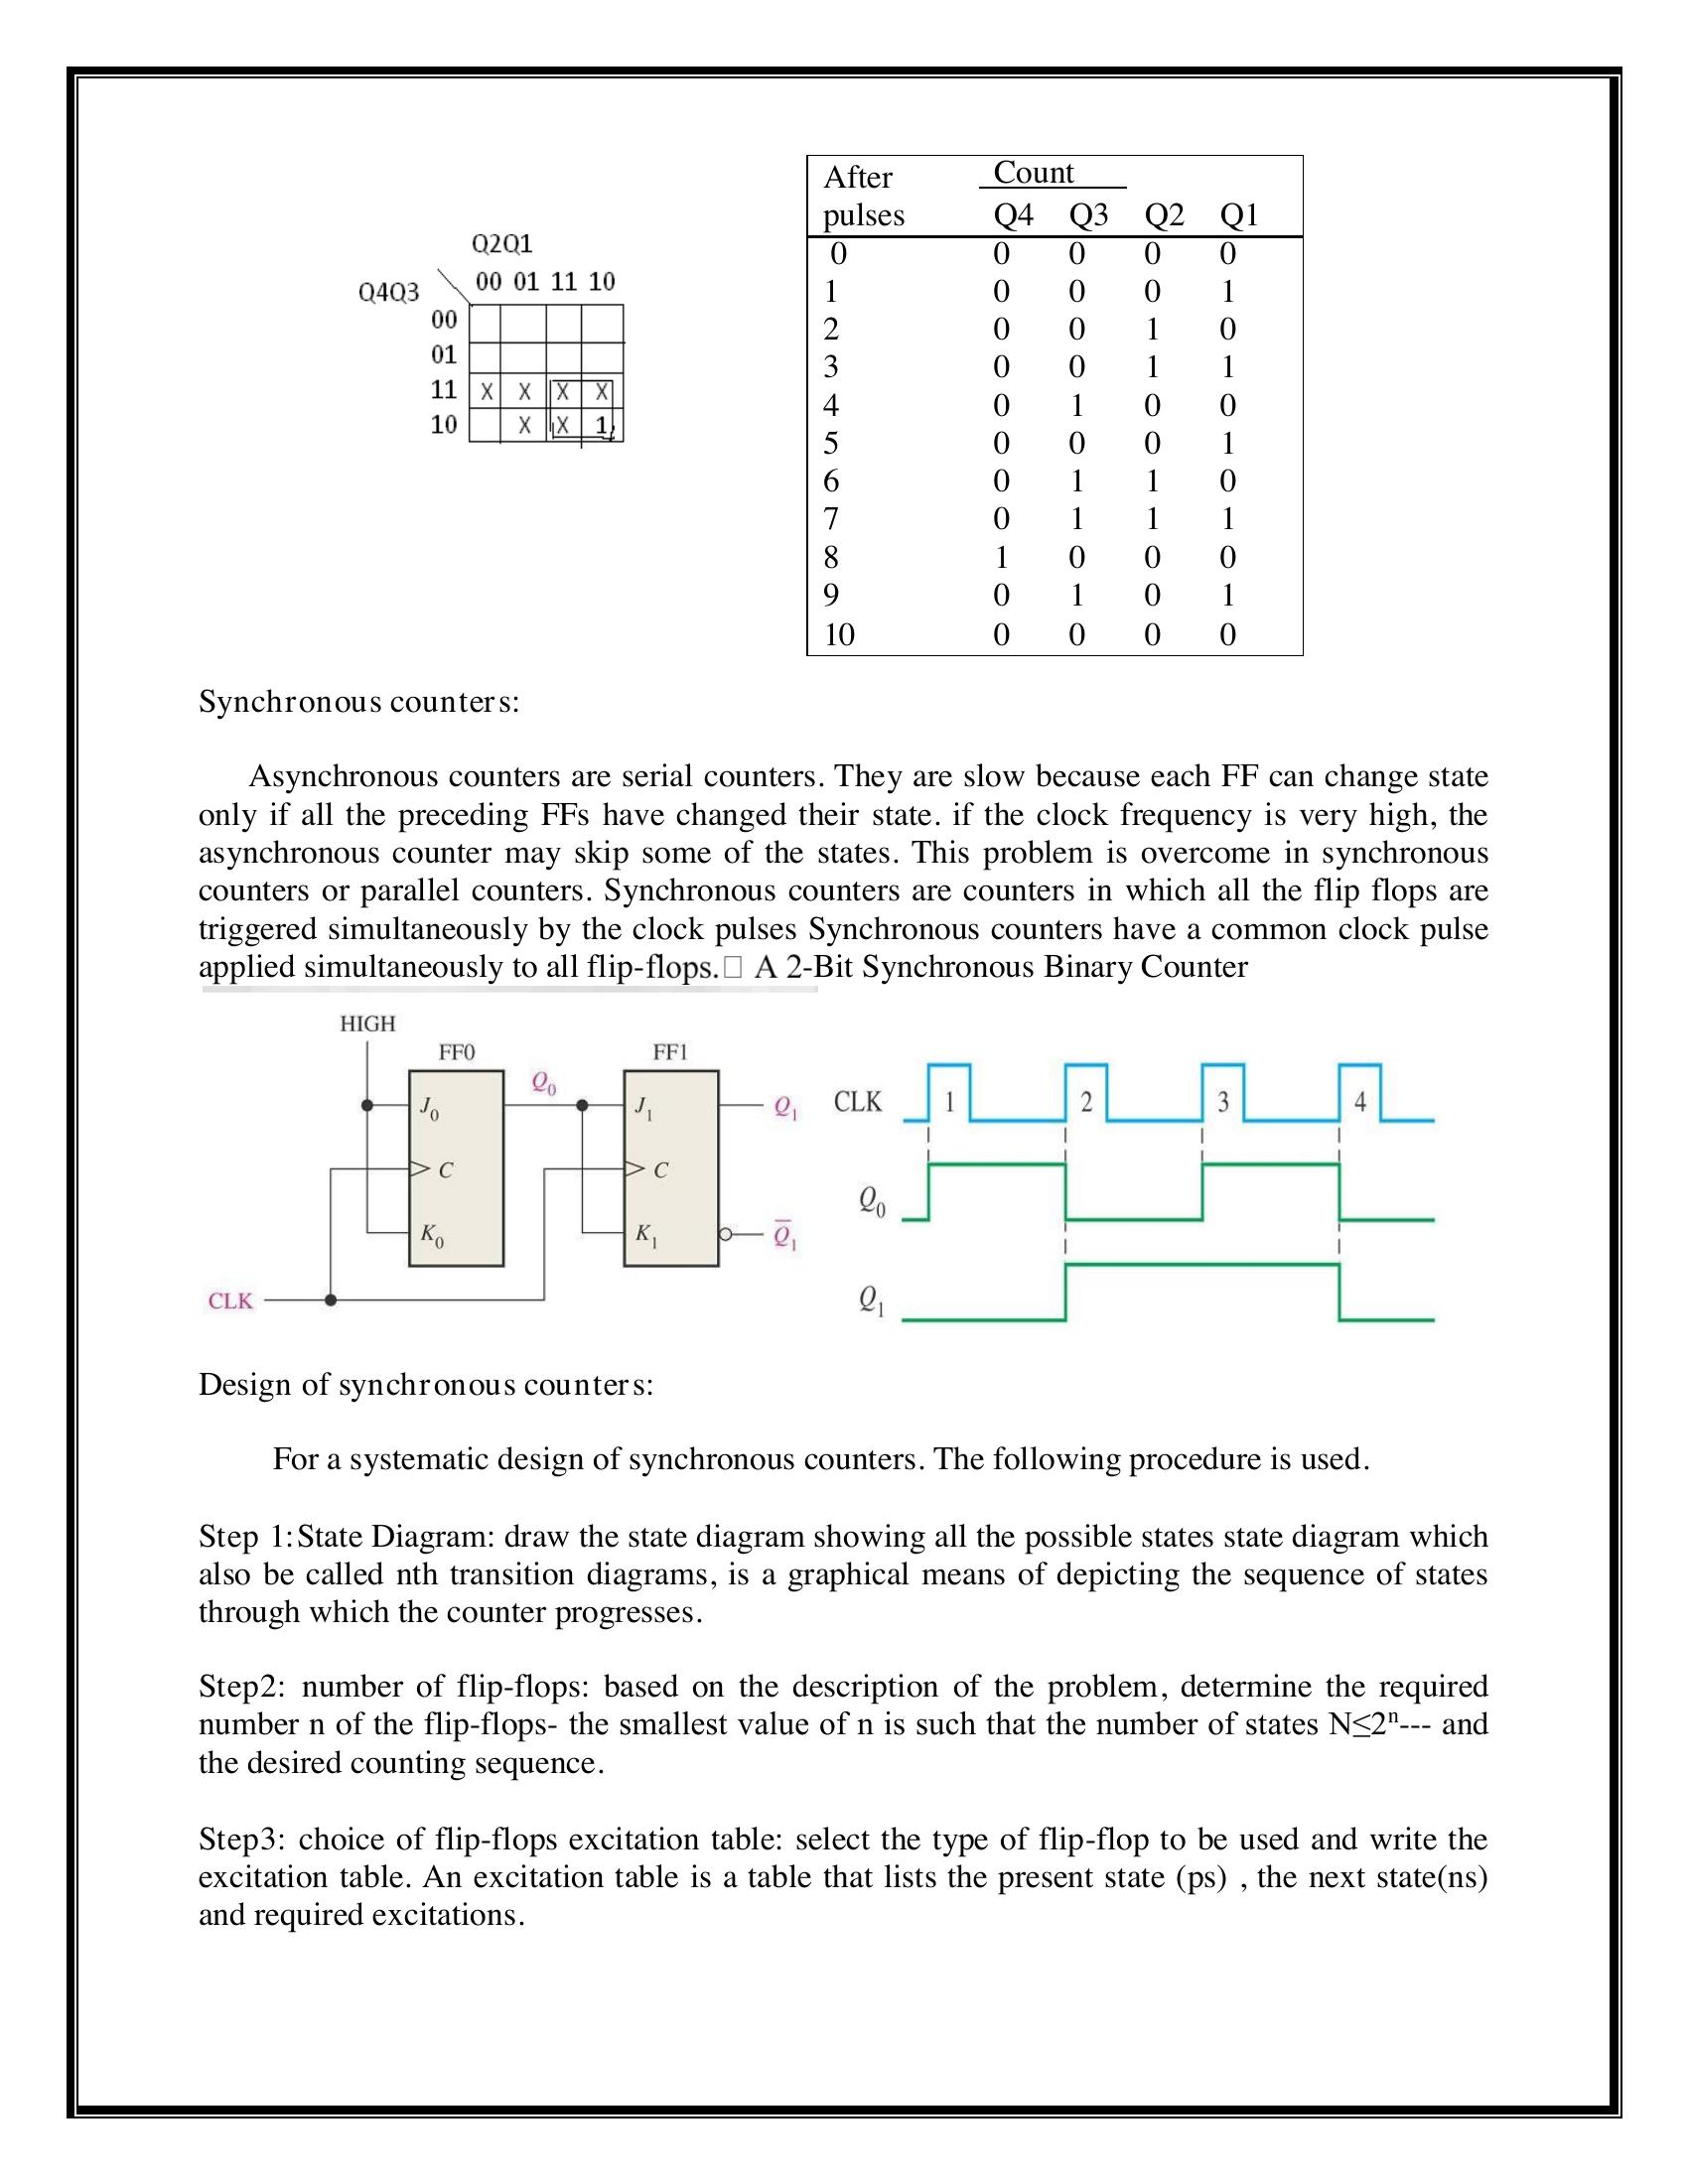 Q2Q1
00 01 11 10
Q4Q3
00
01
11 X X X X
10 X X 1
After Count
pulses Q4 Q3 Q2 Q1
0 0 0 0 0
1 0 0 0 1
2 0 0 1 0
3 0 0 1 1
4 0 1 0 0
5 0 0 0 1
6 0 1 1 0
7 0 1 1 1
8 1 0 0 0
9 0 1 0 1
10 0 0 0 0
Synchronous counters:
Asynchronous counters are serial counters. They are slow because each FF can change state
only if all the preceding FFs have changed their state. if the clock frequency is very high, the
asynchronous counter may skip some of the states. This problem is overcome in synchronous
counters or parallel counters. Synchronous counters are counters in which all the flip flops are
triggered simultaneously by the clock pulses Synchronous counters have a common clock pulse
applied simultaneously to all flip-flops.□ A 2-Bit Synchronous Binary Counter
HIGH
FF0 FF1
Q₀
J₀ J₁ Q₁
C C
K₀ K₁ Q̅₁
CLK
CLK 1 2 3 4
Q₀
Q₁
Design of synchronous counters:
For a systematic design of synchronous counters. The following procedure is used.
Step 1:State Diagram: draw the state diagram showing all the possible states state diagram which
also be called nth transition diagrams, is a graphical means of depicting the sequence of states
through which the counter progresses.
Step2: number of flip-flops: based on the description of the problem, determine the required
number n of the flip-flops- the smallest value of n is such that the number of states N≤2ⁿ--- and
the desired counting sequence.
Step3: choice of flip-flops excitation table: select the type of flip-flop to be used and write the
excitation table. An excitation table is a table that lists the present state (ps) , the next state(ns)
and required excitations.